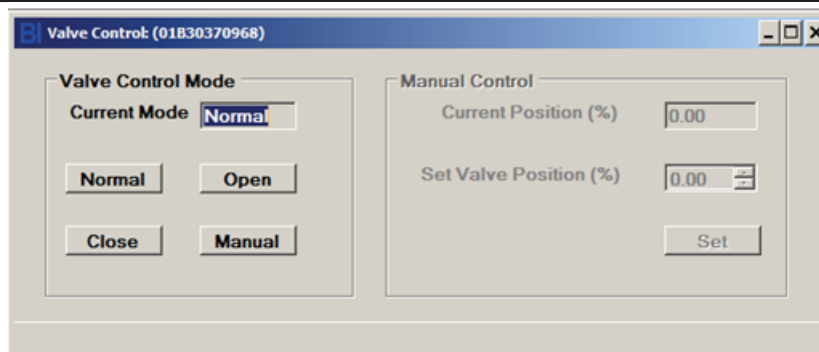 BI Valve Control: (01B30370968)
Valve Control Mode
Current Mode Normal
Normal Open
Close Manual
Manual Control
Current Position (%) 0.00
Set Valve Position (%) 0.00
Set